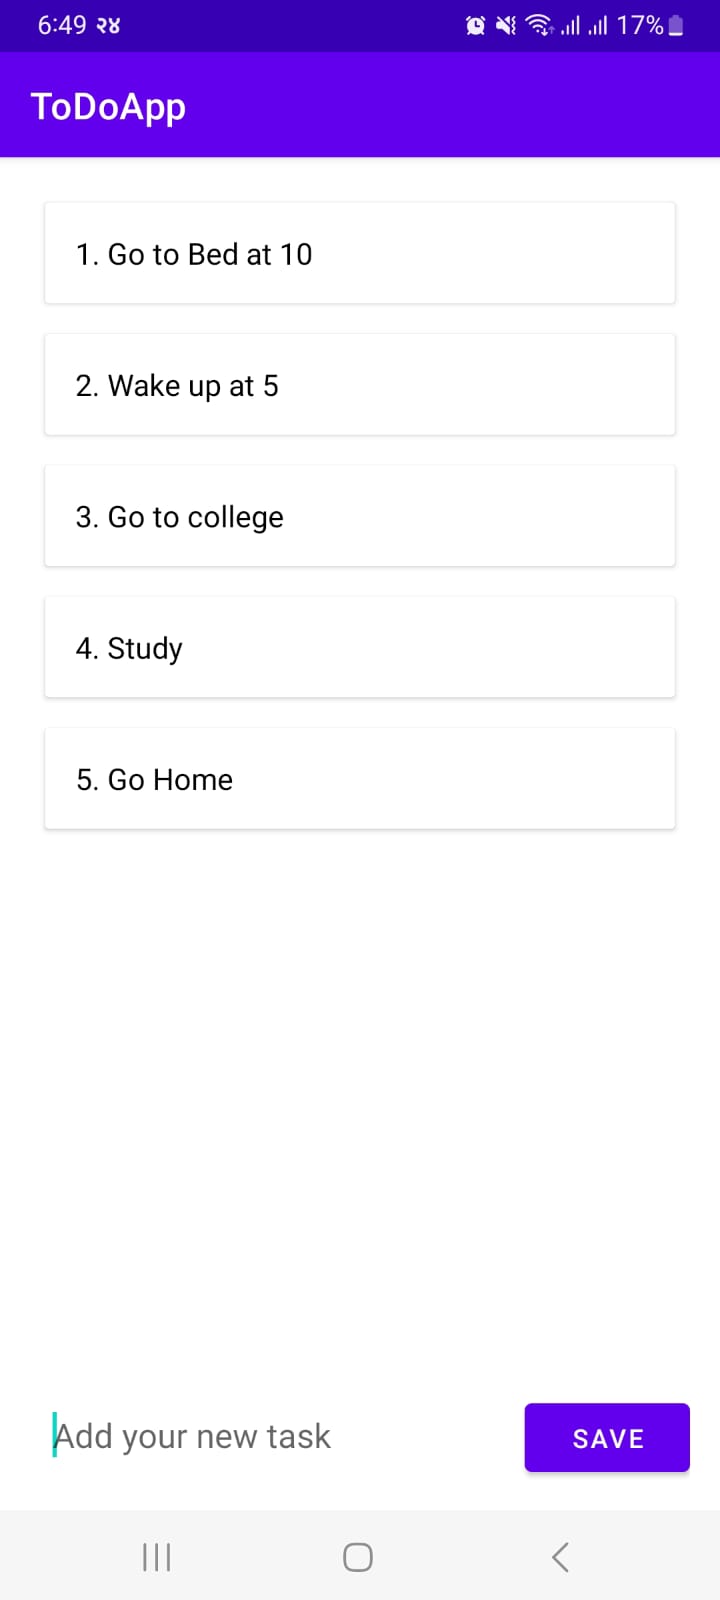 6:49 २४ 17%
ToDoApp
1. Go to Bed at 10
2. Wake up at 5
3. Go to college
4. Study
5. Go Home
Add your new task
SAVE